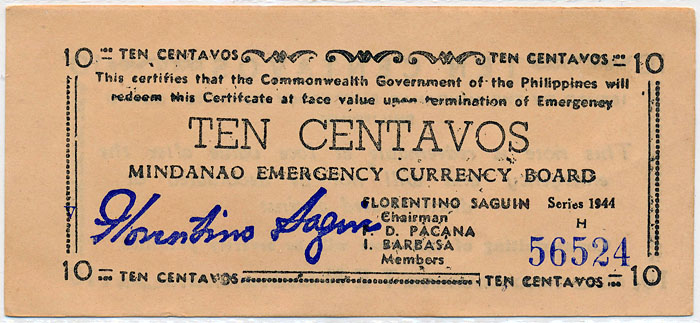 10 TEN CENTAVOS TEN CENTAVOS 10
This certifies that the Commonwealth Government of the Philippines will
redeem this Certifcate at face value upon termination of Emergency
TEN CENTAVOS
MINDANAO EMERGENCY CURRENCY BOARD
FLORENTINO SAGUIN Series 1944
Florentino Saguin Chairman H
D. PACANA 56524
I. BARBASA
Members
10 TEN CENTAVOS TEN CENTAVOS 10